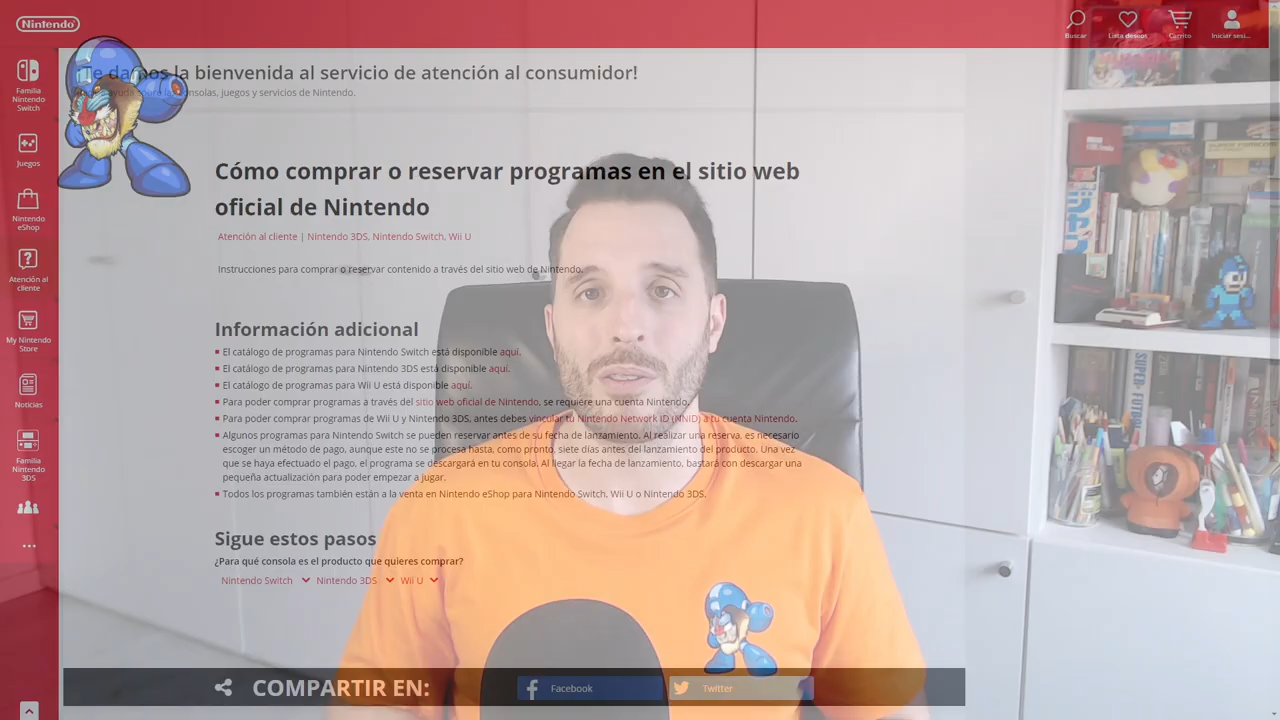 Nintendo
Buscar
Lista deseos
Carrito
Iniciar sesi...
¡Te damos la bienvenida al servicio de atención al consumidor!
consolas, juegos y servicios de Nintendo.
Familia
Nintendo
Switch
Juegos
Nintendo
eShop
Atención al
cliente
My Nintendo
Store
Noticias
Familia
Nintendo
3DS
...
Cómo comprar o reservar programas en el sitio web
oficial de Nintendo
Atención al cliente | Nintendo 3DS, Nintendo Switch, Wii U
Instrucciones para comprar o reservar contenido a través del sitio web de Nintendo.
Información adicional
El catálogo de programas para Nintendo Switch está disponible aquí.
El catálogo de programas para Nintendo 3DS está disponible aquí.
El catálogo de programas para Wii U está disponible aquí.
Para poder comprar programas a través del sitio web oficial de Nintendo, se requiere una cuenta Nintendo.
Para poder comprar programas de Wii U y Nintendo 3DS, antes debes vincular tu Nintendo Network ID (NNID) a tu cuenta Nintendo.
Algunos programas para Nintendo Switch se pueden reservar antes de su fecha de lanzamiento. Al realizar una reserva, es necesario
escoger un método de pago, aunque este no se procesa hasta, como pronto, siete días antes del lanzamiento del producto. Una vez
que se haya efectuado el pago, el programa se descargará en tu consola. Al llegar la fecha de lanzamiento, bastará con descargar una
pequeña actualización para poder empezar a jugar.
Todos los programas también están a la venta en Nintendo eShop para Nintendo Switch, Wii U o Nintendo 3DS.
Sigue estos pasos
¿Para qué consola es el producto que quieres comprar?
Nintendo Switch Nintendo 3DS Wii U
COMPARTIR EN:
Facebook
Twitter
SUPER FUTBOL